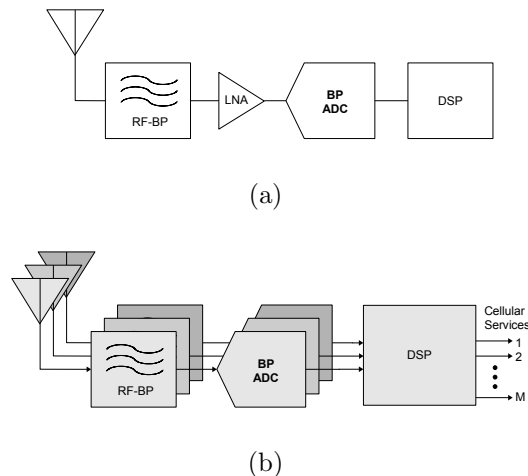 RF-BP
LNA
BP
ADC
DSP
(a)
RF-BP
BP
ADC
DSP
Cellular
Services
1
2
M
(b)